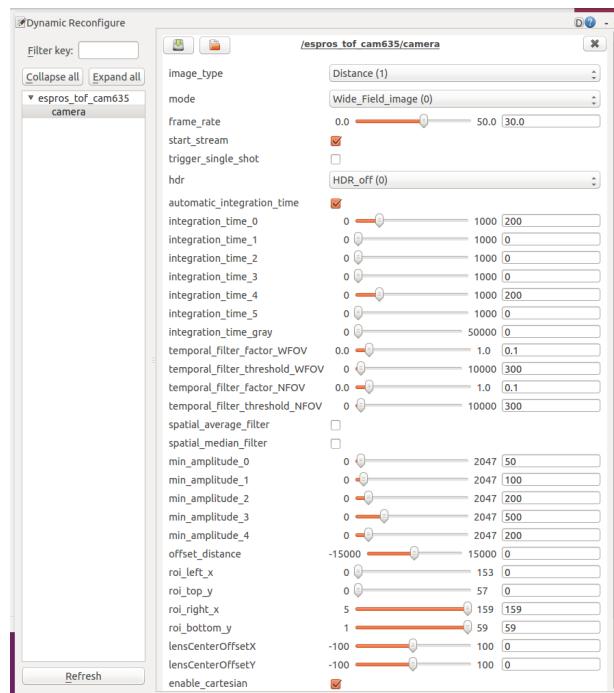 Dynamic Reconfigure
D
Filter key:
Collapse all Expand all
espros_tof_cam635
camera
Refresh
/espros_tof_cam635/camera
image_type Distance (1)
mode Wide_Field_image (0)
frame_rate 0.0 50.0 30.0
start_stream
trigger_single_shot
hdr HDR_off (0)
automatic_integration_time
integration_time_0 0 1000 200
integration_time_1 0 1000 0
integration_time_2 0 1000 0
integration_time_3 0 1000 0
integration_time_4 0 1000 200
integration_time_5 0 1000 0
integration_time_gray 0 50000 0
temporal_filter_factor_WFOV 0.0 1.0 0.1
temporal_filter_threshold_WFOV 0 10000 300
temporal_filter_factor_NFOV 0.0 1.0 0.1
temporal_filter_threshold_NFOV 0 10000 300
spatial_average_filter
spatial_median_filter
min_amplitude_0 0 2047 50
min_amplitude_1 0 2047 100
min_amplitude_2 0 2047 200
min_amplitude_3 0 2047 500
min_amplitude_4 0 2047 200
offset_distance -15000 15000 0
roi_left_x 0 153 0
roi_top_y 0 57 0
roi_right_x 5 159 159
roi_bottom_y 1 59 59
lensCenterOffsetX -100 100 0
lensCenterOffsetY -100 100 0
enable_cartesian